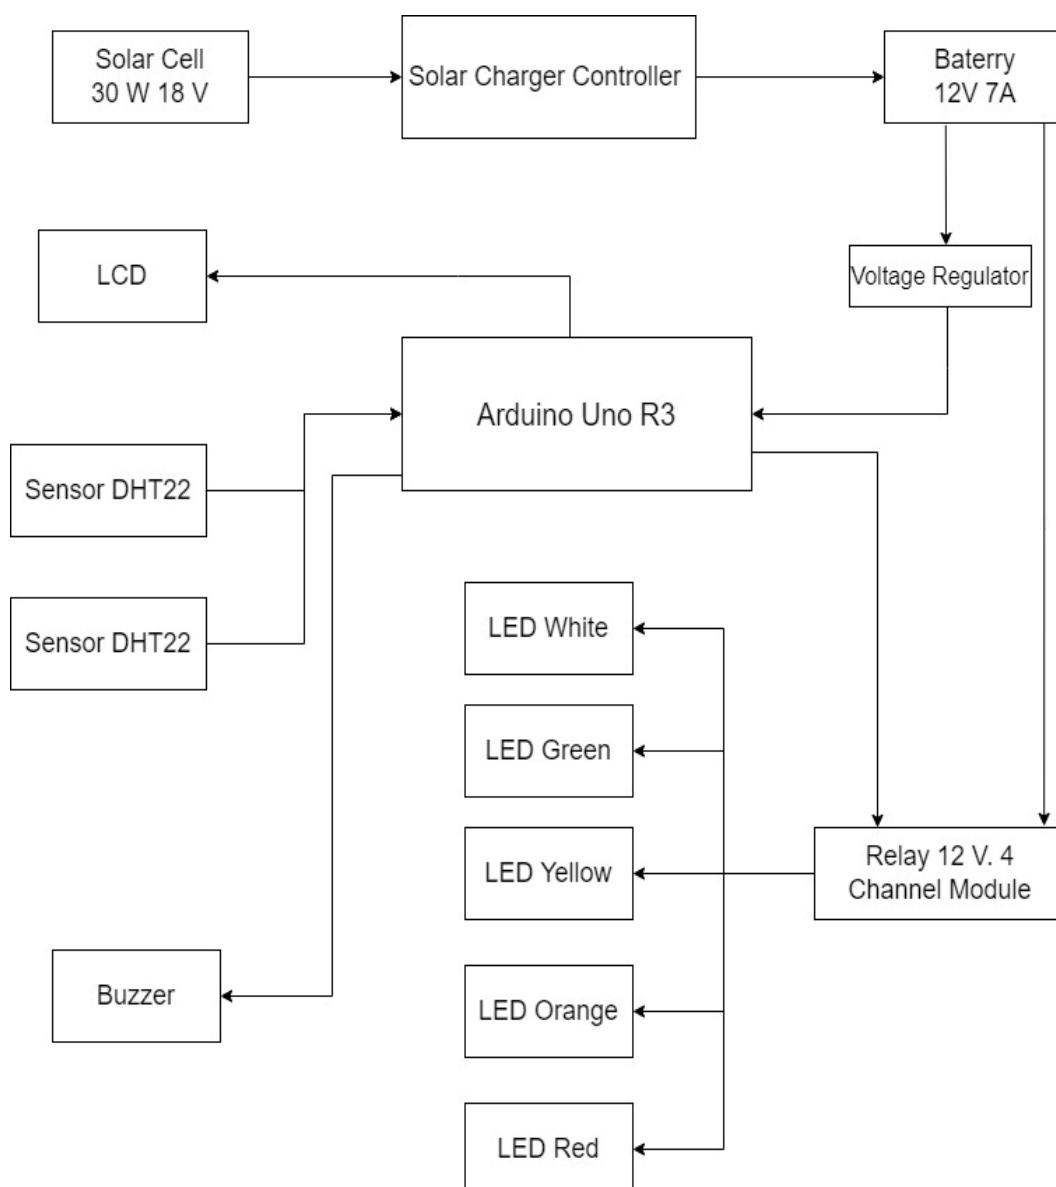 Solar Cell
30 W 18 V
Solar Charger Controller
Baterry
12V 7A
LCD
Voltage Regulator
Arduino Uno R3
Sensor DHT22
Sensor DHT22
LED White
LED Green
LED Yellow
Relay 12 V. 4
Channel Module
Buzzer
LED Orange
LED Red